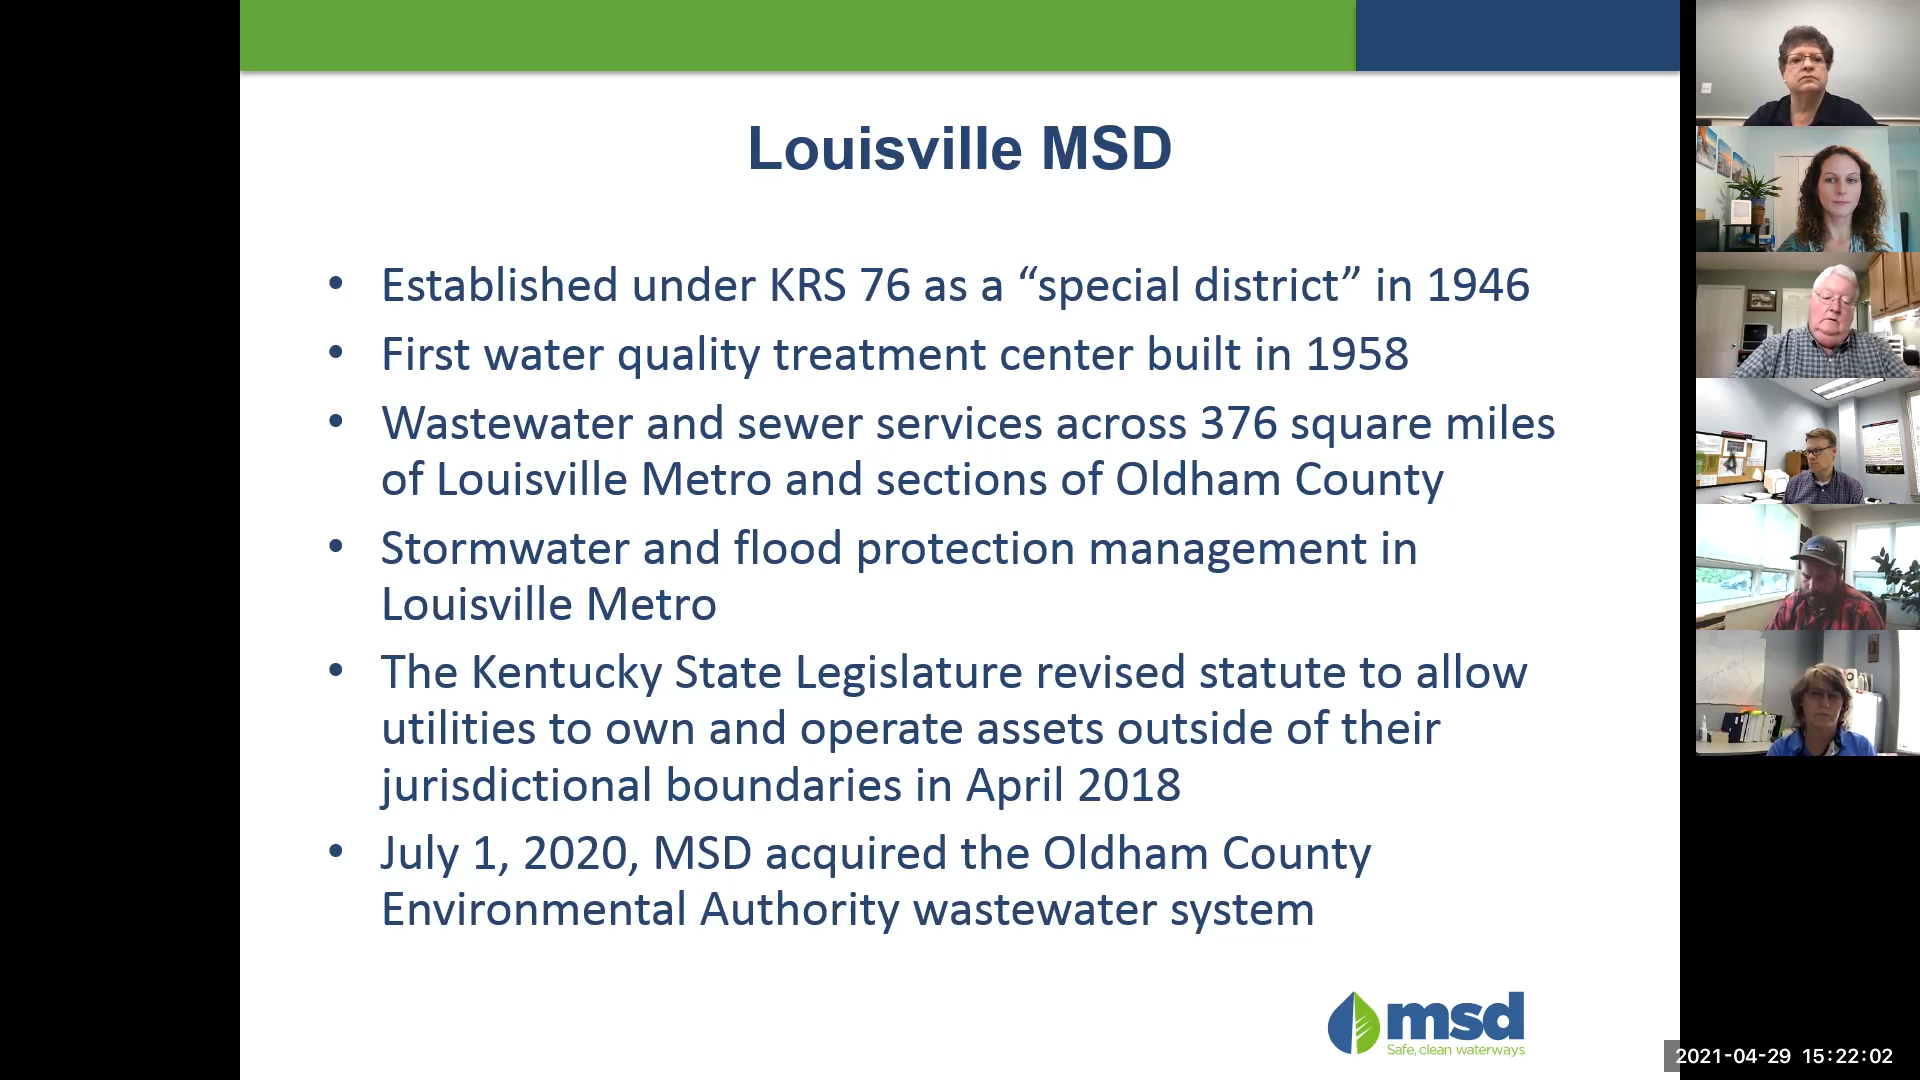 Louisville MSD
• Established under KRS 76 as a “special district” in 1946
• First water quality treatment center built in 1958
• Wastewater and sewer services across 376 square miles
of Louisville Metro and sections of Oldham County
• Stormwater and flood protection management in
Louisville Metro
• The Kentucky State Legislature revised statute to allow
utilities to own and operate assets outside of their
jurisdictional boundaries in April 2018
• July 1, 2020, MSD acquired the Oldham County
Environmental Authority wastewater system
msd
Safe, clean waterways
2021-04-29 15:22:02